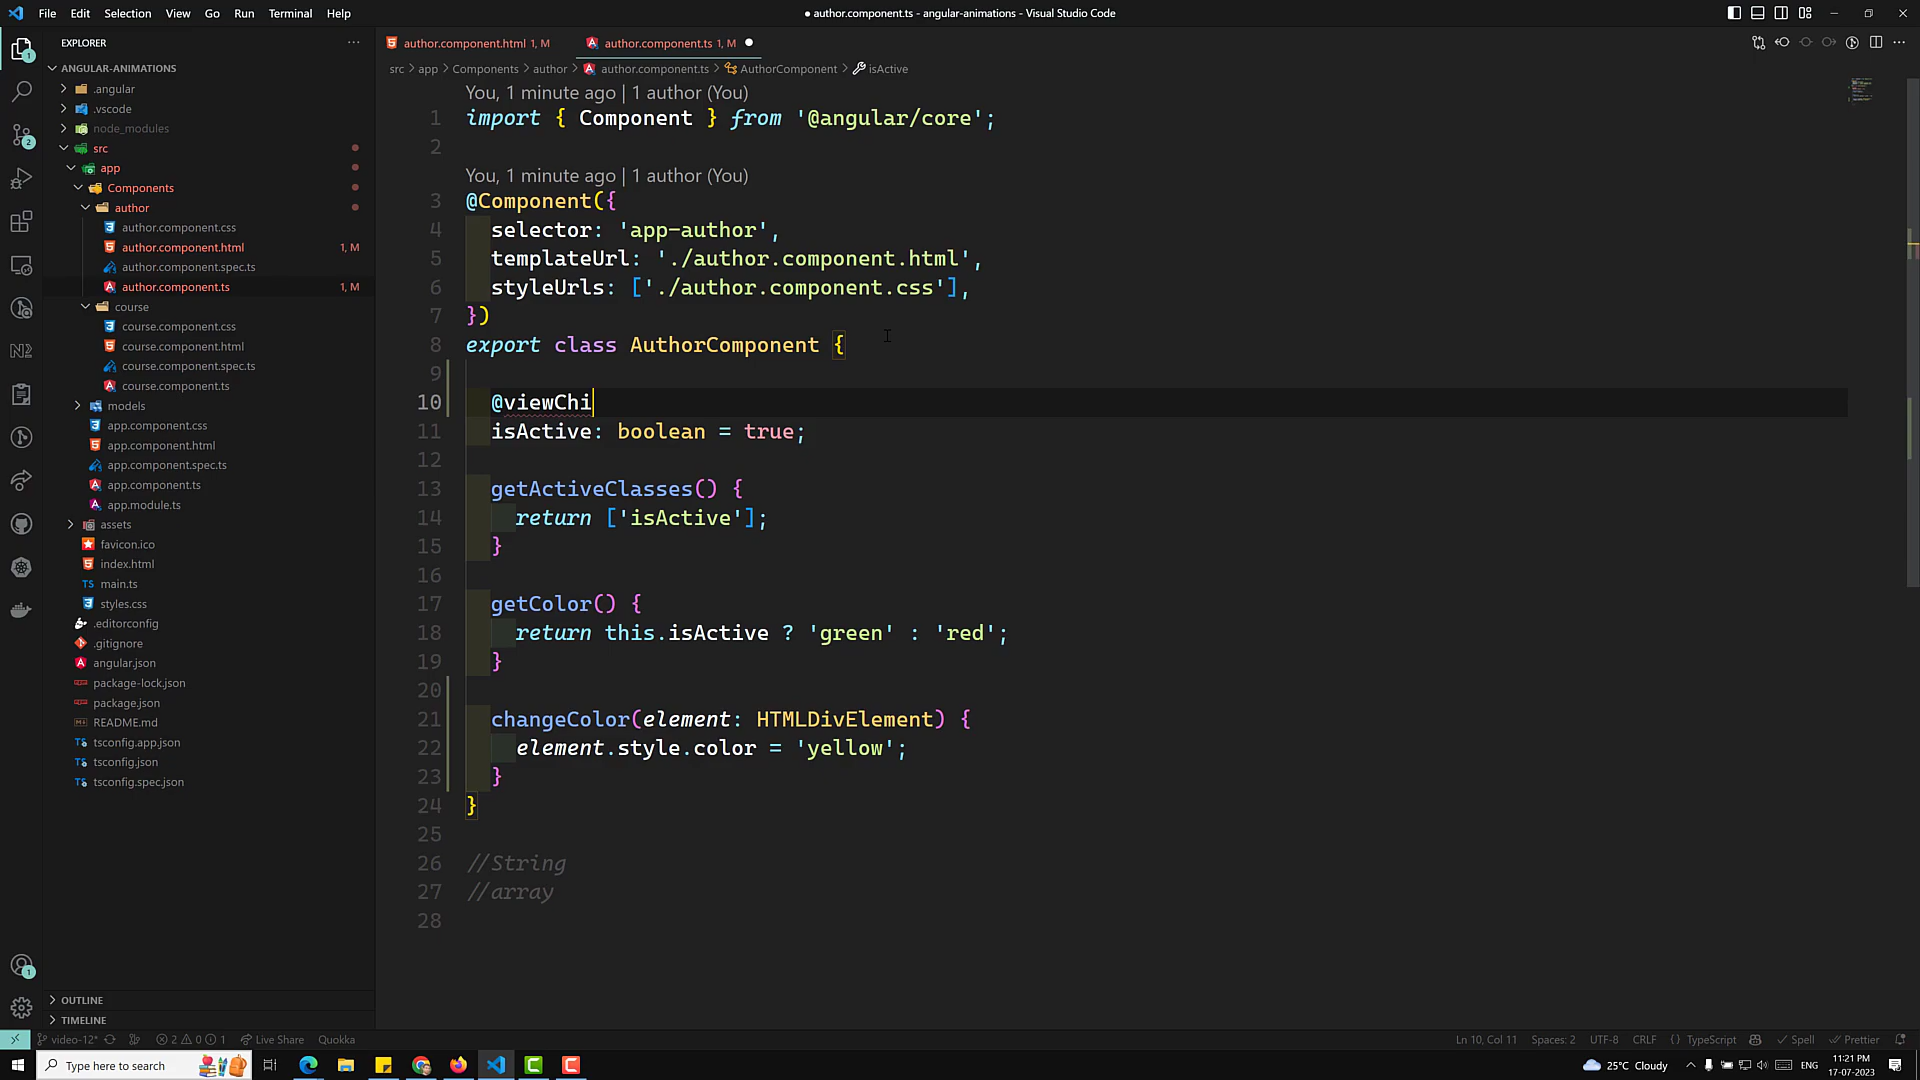 File Edit Selection View Go Run Terminal Help
● author.component.ts - angular-animations - Visual Studio Code
EXPLORER
ANGULAR-ANIMATIONS
.angular
.vscode
node_modules
src
app
Components
author
author.component.css
author.component.html 1, M
author.component.spec.ts
author.component.ts 1, M
course
course.component.css
course.component.html
course.component.spec.ts
course.component.ts
models
app.component.css
app.component.html
app.component.spec.ts
app.component.ts
app.module.ts
assets
favicon.ico
index.html
TS main.ts
styles.css
.editorconfig
.gitignore
angular.json
package-lock.json
package.json
README.md
tsconfig.app.json
tsconfig.json
tsconfig.spec.json
OUTLINE
TIMELINE
author.component.html 1, M author.component.ts 1, M
src > app > Components > author > author.component.ts > AuthorComponent > isActive
You, 1 minute ago | 1 author (You)
1 import { Component } from '@angular/core';
2
You, 1 minute ago | 1 author (You)
3 @Component({
4 selector: 'app-author',
5 templateUrl: './author.component.html',
6 styleUrls: ['./author.component.css'],
7 })
8 export class AuthorComponent {
9
10 @viewChi
11 isActive: boolean = true;
12
13 getActiveClasses() {
14 return ['isActive'];
15 }
16
17 getColor() {
18 return this.isActive ? 'green' : 'red';
19 }
20
21 changeColor(element: HTMLDivElement) {
22 element.style.color = 'yellow';
23 }
24 }
25
26 //String
27 //array
28
video-12* 2 0 1 Live Share Quokka
Ln 10, Col 11 Spaces: 2 UTF-8 CRLF { } TypeScript Spell Prettier
Type here to search
25°C Cloudy ENG 11:21 PM
17-07-2023